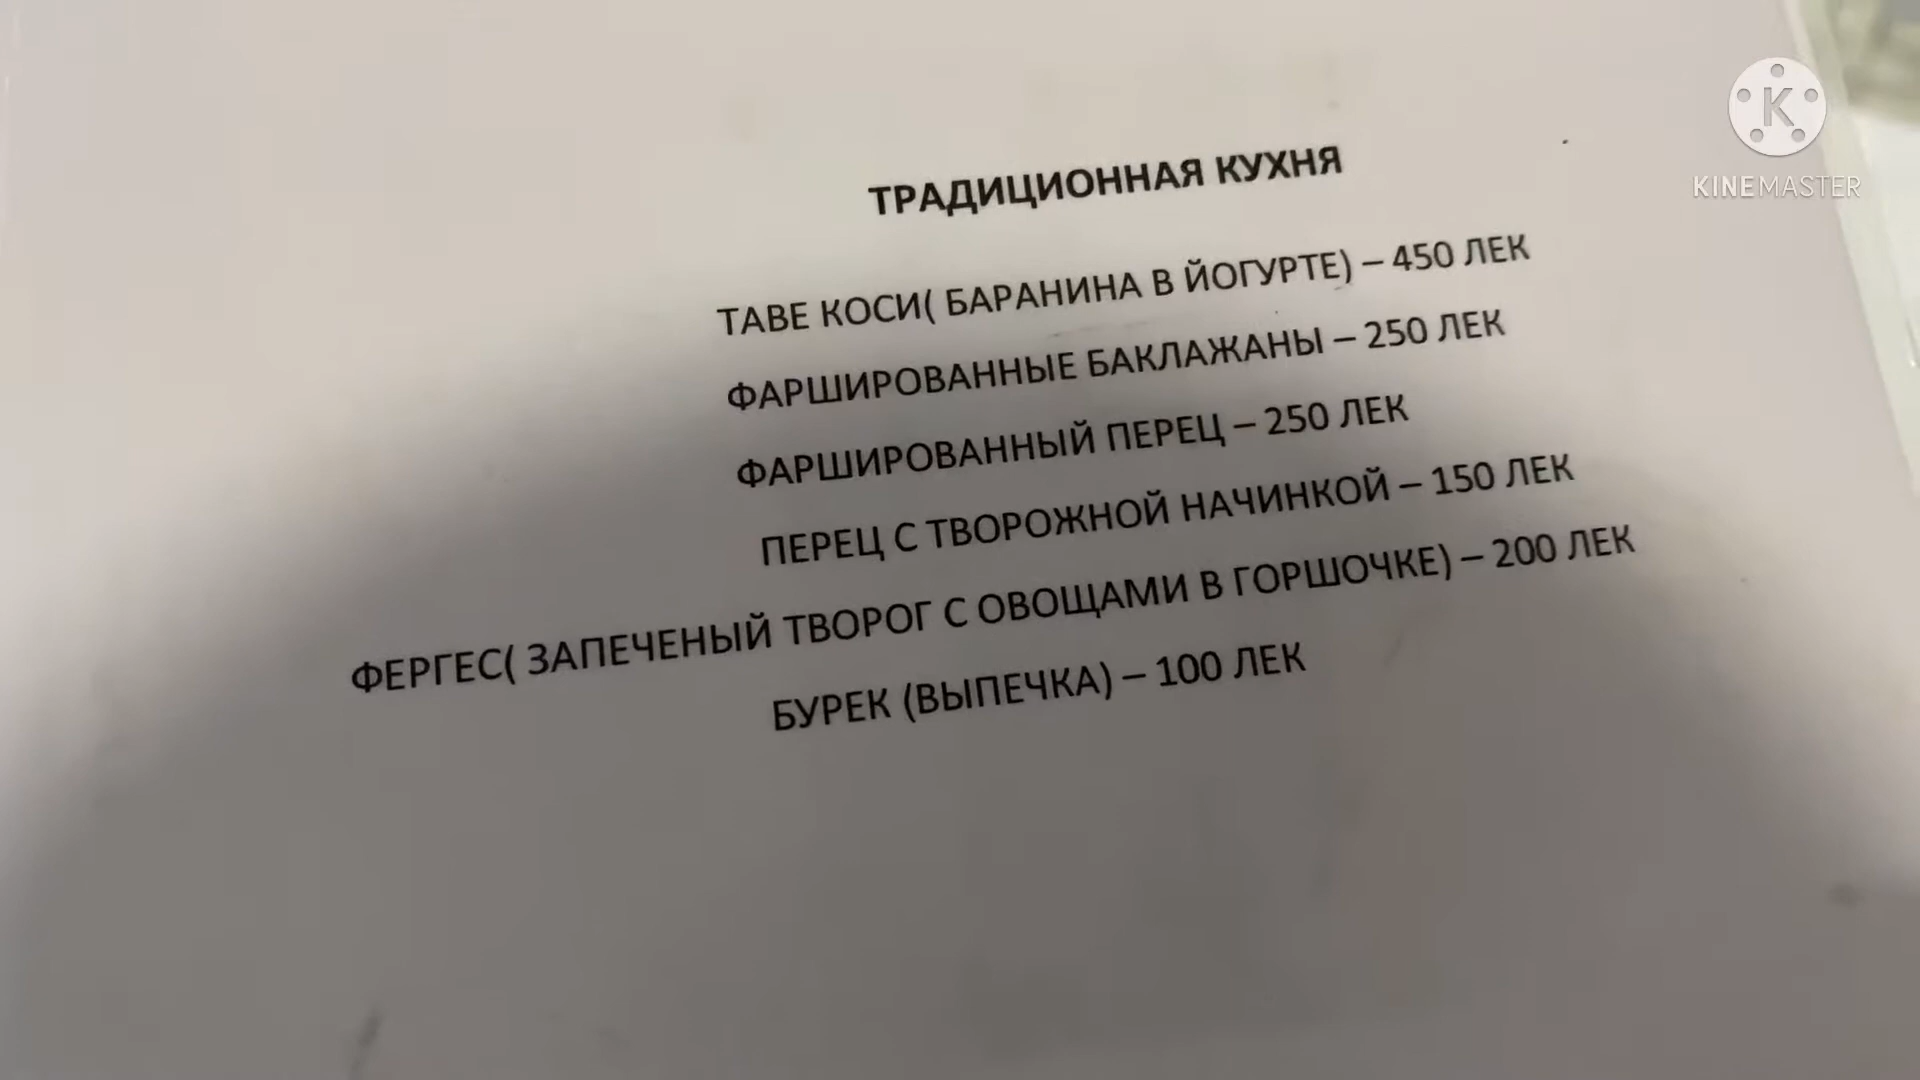 K
KINEMASTER
ТРАДИЦИОННАЯ КУХНЯ
ТАВЕ КОСИ( БАРАНИНА В ЙОГУРТЕ) – 450 ЛЕК
ФАРШИРОВАННЫЕ БАКЛАЖАНЫ – 250 ЛЕК
ФАРШИРОВАННЫЙ ПЕРЕЦ – 250 ЛЕК
ПЕРЕЦ С ТВОРОЖНОЙ НАЧИНКОЙ – 150 ЛЕК
ФЕРГЕС( ЗАПЕЧЕНЫЙ ТВОРОГ С ОВОЩАМИ В ГОРШОЧКЕ) – 200 ЛЕК
БУРЕК (ВЫПЕЧКА) – 100 ЛЕК